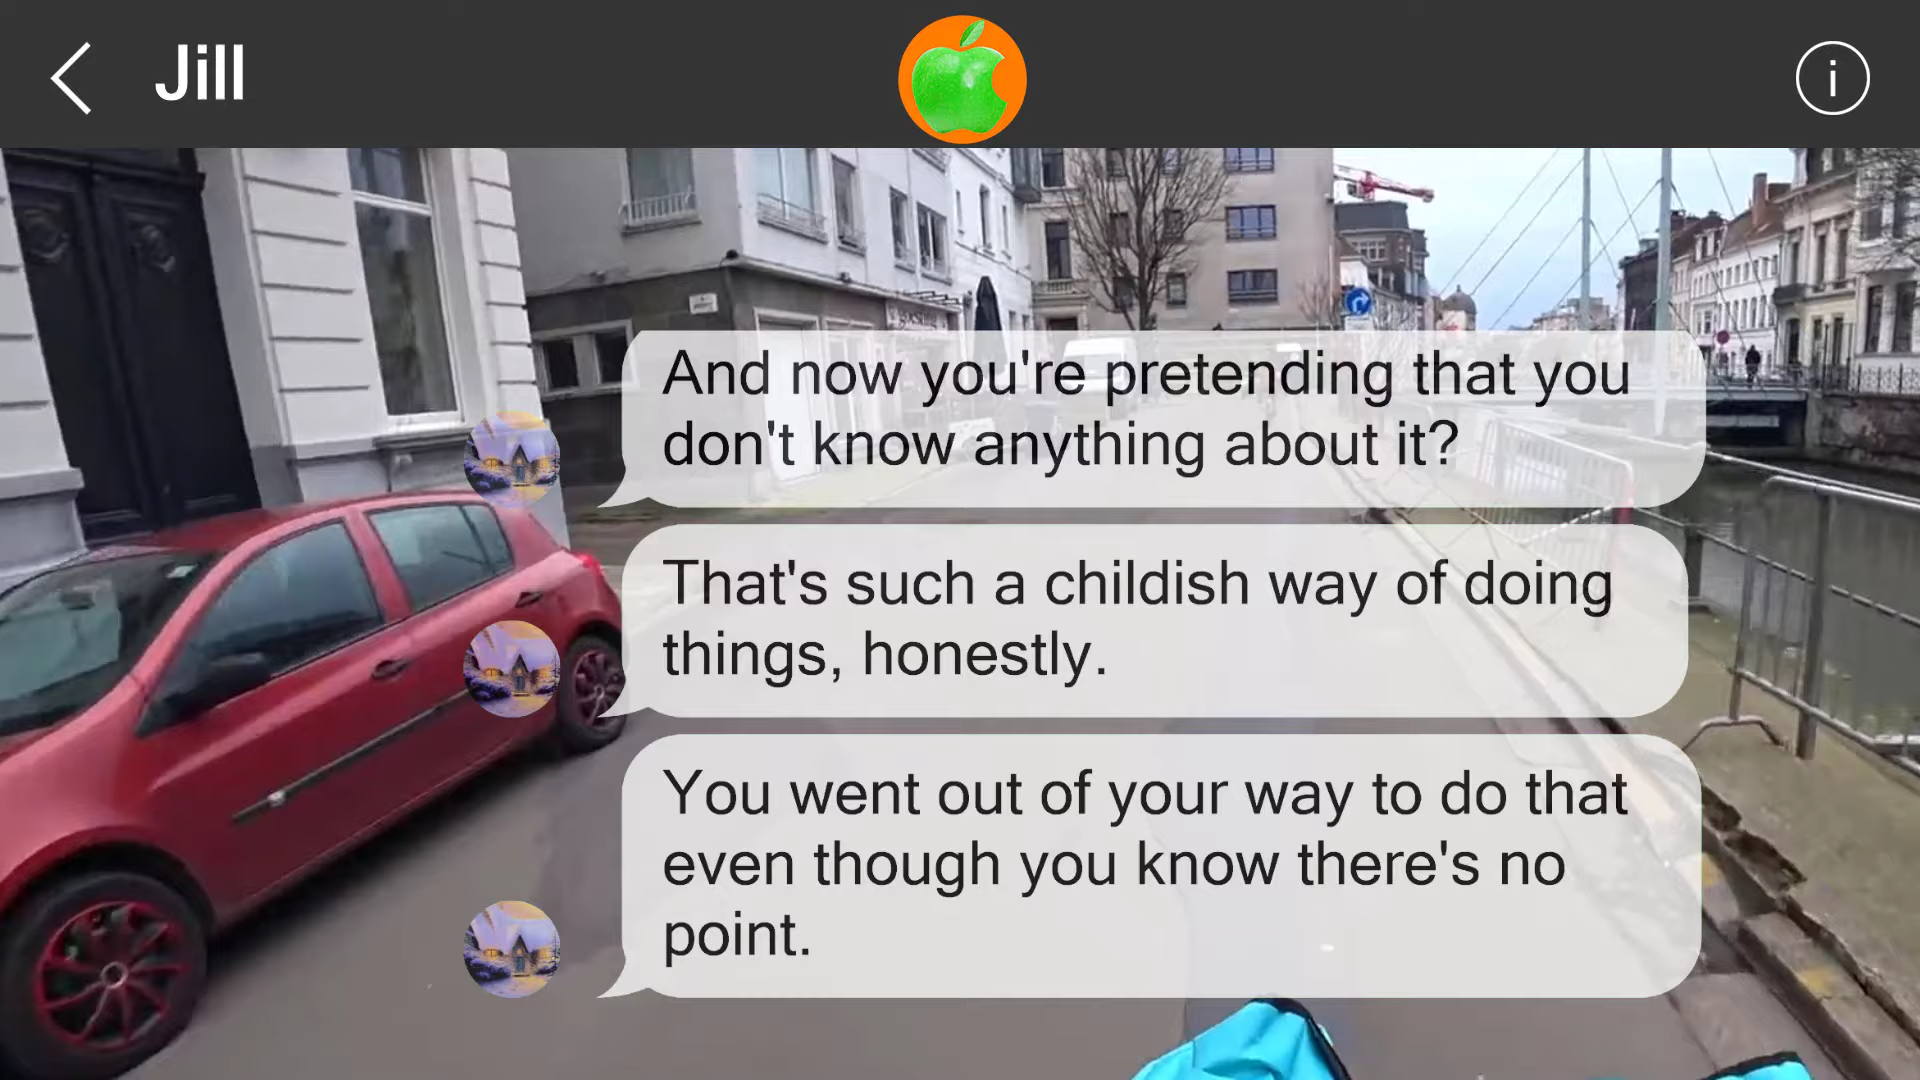 Jill
i
And now you're pretending that you
don't know anything about it?
That's such a childish way of doing
things, honestly.
You went out of your way to do that
even though you know there's no
point.